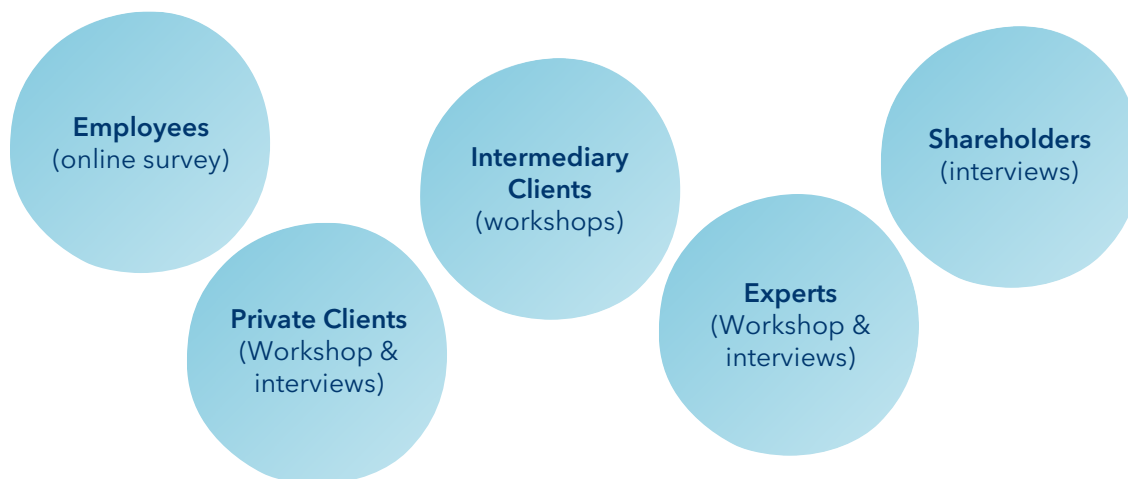 Employees
(online survey)
Private Clients
(Workshop &
interviews)
Intermediary
Clients
(workshops)
Experts
(Workshop &
interviews)
Shareholders
(interviews)